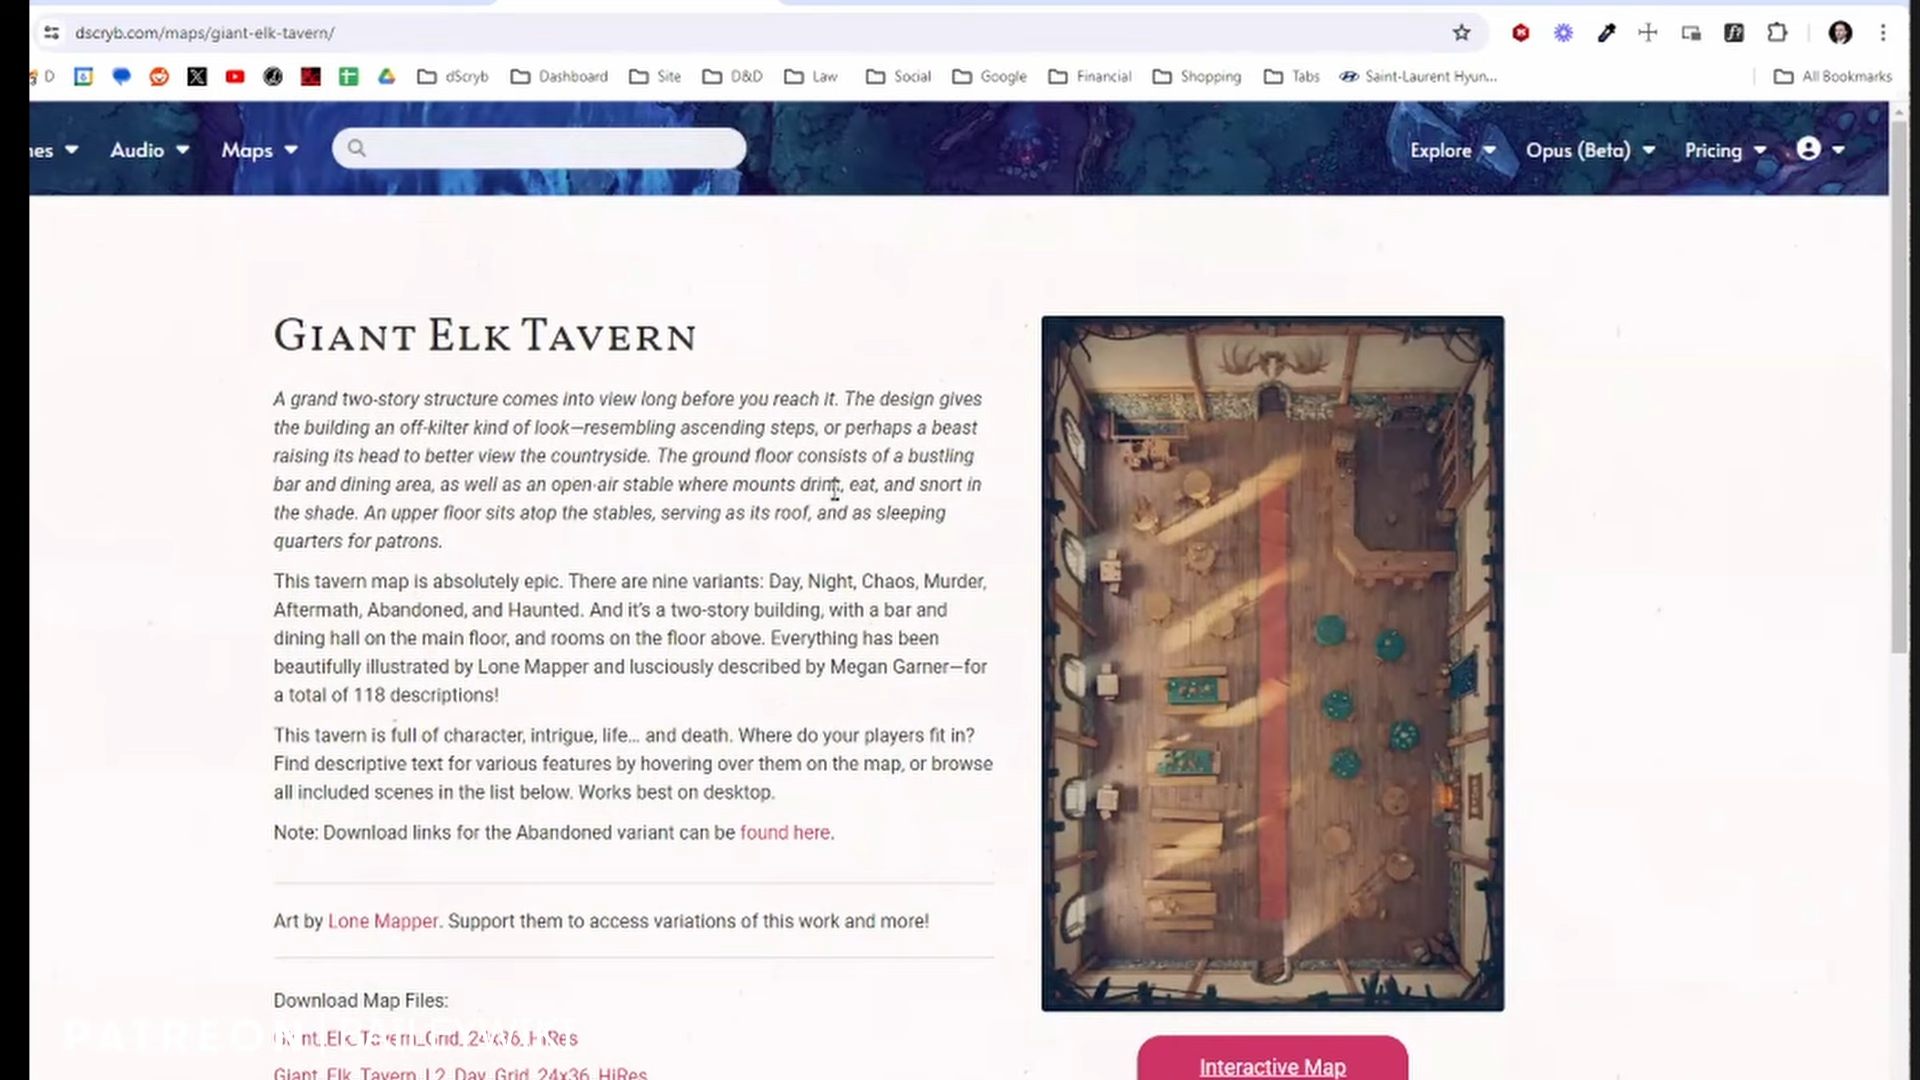 dscryb.com/maps/giant-elk-tavern/
D dScryb Dashboard Site D&D Law Social Google Financial Shopping Tabs Saint-Laurent Hyun... All Bookmarks
nes Audio Maps Explore Opus (Beta) Pricing
GIANT ELK TAVERN
A grand two-story structure comes into view long before you reach it. The design gives
the building an off-kilter kind of look—resembling ascending steps, or perhaps a beast
raising its head to better view the countryside. The ground floor consists of a bustling
bar and dining area, as well as an open-air stable where mounts drink, eat, and snort in
the shade. An upper floor sits atop the stables, serving as its roof, and as sleeping
quarters for patrons.
This tavern map is absolutely epic. There are nine variants: Day, Night, Chaos, Murder,
Aftermath, Abandoned, and Haunted. And it's a two-story building, with a bar and
dining hall on the main floor, and rooms on the floor above. Everything has been
beautifully illustrated by Lone Mapper and lusciously described by Megan Garner—for
a total of 118 descriptions!
This tavern is full of character, intrigue, life... and death. Where do your players fit in?
Find descriptive text for various features by hovering over them on the map, or browse
all included scenes in the list below. Works best on desktop.
Note: Download links for the Abandoned variant can be found here.
Art by Lone Mapper. Support them to access variations of this work and more!
Download Map Files:
Giant_Elk_Tavern_Grid_24x36_HiRes
Giant_Elk_Tavern_L2_Day_Grid_24x36_HiRes
Interactive Map
PATREON